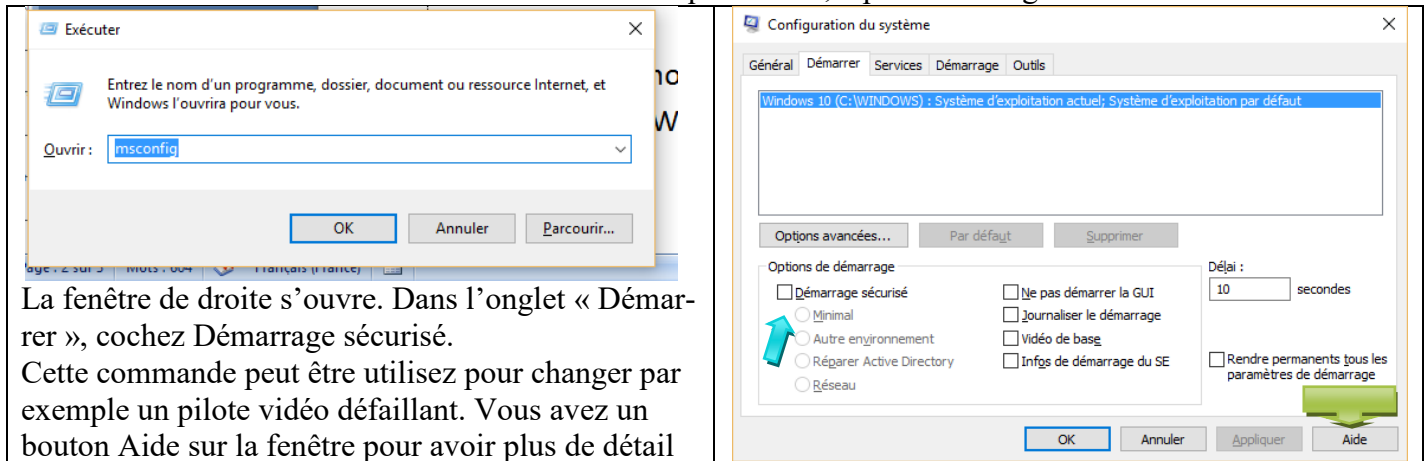 Exécuter
Entrez le nom d'un programme, dossier, document ou ressource Internet, et
Windows l'ouvrira pour vous.
Ouvrir :
msconfig
OK Annuler Parcourir...
Mots : 604 Français (France)
La fenêtre de droite s'ouvre. Dans l'onglet « Démar-
rer », cochez Démarrage sécurisé.
Cette commande peut être utilisez pour changer par
exemple un pilote vidéo défaillant. Vous avez un
bouton Aide sur la fenêtre pour avoir plus de détail
Configuration du système
Général Démarrer Services Démarrage Outils
Windows 10 (C:\WINDOWS) : Système d'exploitation actuel; Système d'exploitation par défaut
Options avancées... Par défaut Supprimer
Options de démarrage
Démarrage sécurisé
Minimal
Autre environnement
Réparer Active Directory
Réseau
Ne pas démarrer la GUI
Journaliser le démarrage
Vidéo de base
Infos de démarrage du SE
Délai :
10 secondes
Rendre permanents tous les
paramètres de démarrage
OK Annuler Appliquer Aide